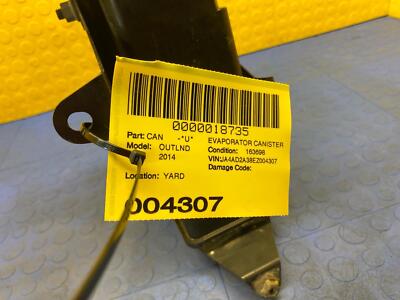 0000018735
Part: CAN -*U* EVAPORATOR CANISTER
Model: OUTLND Condition: 163698
2014 VIN:JA4AD2A38EZ004307
Damage Code:
Location: YARD
004307